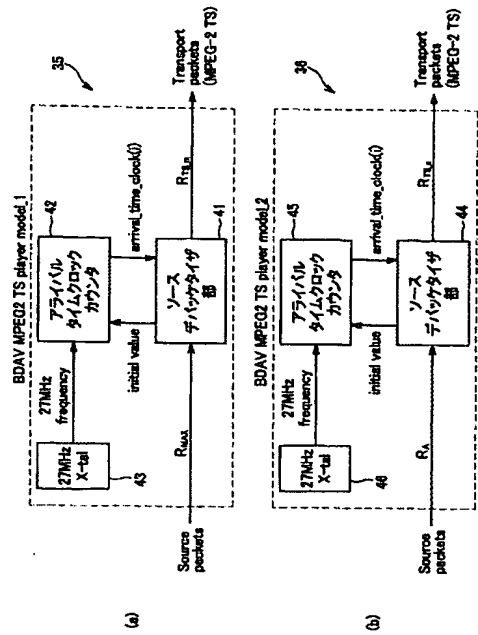 (a)
BDAV MPEG2 TS player model_1
35
27MHz
X-tal
43
27MHz
frequency
アライバル
タイムクロック
カウンタ
42
initial value
arrival_time_clock(i)
Source
packets
RMAX
ソース
デパッケタイザ
部
41
RTS_n
Transport
packets
(MPEG-2 TS)
(b)
BDAV MPEG2 TS player model_2
36
27MHz
X-tal
46
27MHz
frequency
アライバル
タイムクロック
カウンタ
45
initial value
arrival_time_clock(i)
Source
packets
RA
ソース
デパッケタイザ
部
44
RTS_n
Transport
packets
(MPEG-2 TS)